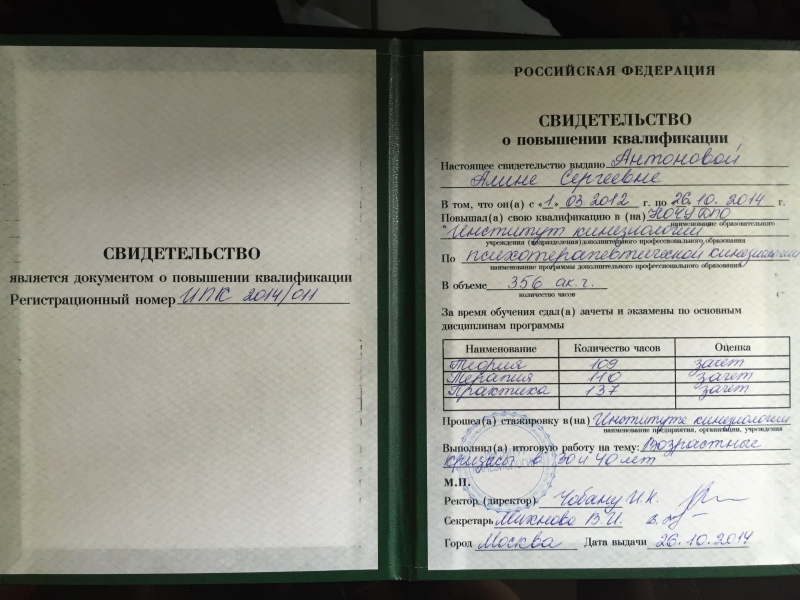 СВИДЕТЕЛЬСТВО
является документом о повышении квалификации
Регистрационный номер ИПК 2014/011
РОССИЙСКАЯ ФЕДЕРАЦИЯ
СВИДЕТЕЛЬСТВО
о повышении квалификации
Настоящее свидетельство выдано Антоновой
Алине Сергеевне
В том, что он(а) с «1» 03.2012 г. по 26.10.2014 г.
Повышал(а) свою квалификацию в (на) НОЧУ ДПО
наименование образовательного
"Институт кинезиологии"
учреждения (подразделения) дополнительного профессионального образования
По психотерапевтической кинезиологии
наименование программы дополнительного профессионального образования
В объеме 356 ак.г.
количество часов
За время обучения сдал(а) зачеты и экзамены по основным
дисциплинам программы
Наименование Количество часов Оценка
Теория 109 зачет
Терапия 110 зачет
Практика 137 зачет
Прошел(а) стажировку в(на) Институте кинезиологии
наименование предприятия, организации, учреждения
Выполнил(а) итоговую работу на тему: Возрастные
кризисы в 30 и 40 лет
М.П.
Ректор (директор) Чобану И.К.
Секретарь Михново В.И.
Город Москва Дата выдачи 26.10.2014